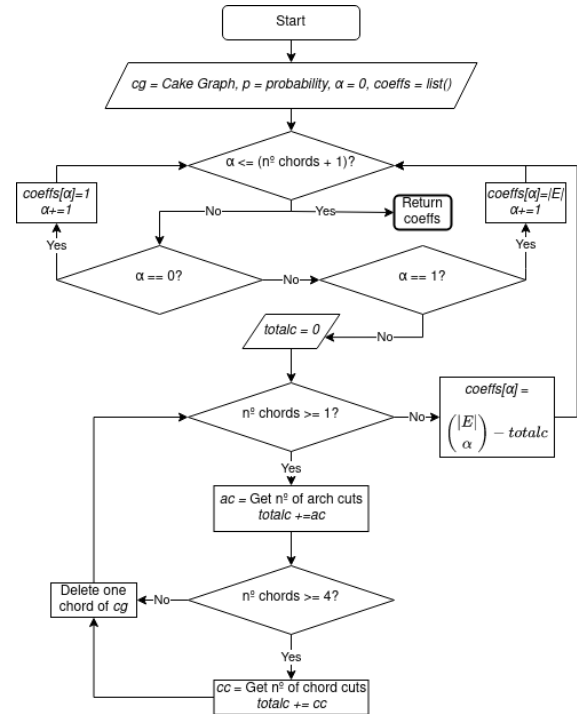 Start
cg = Cake Graph, p = probability, α = 0, coeffs = list()
α <= (nº chords + 1)?
coeffs[α]=1
α+=1
Return
coeffs
coeffs[α]=|E|
α+=1
No
Yes
Yes
Yes
α == 0?
No
α == 1?
totalc = 0
No
coeffs[α] =
(|E| α) − totalc
nº chords >= 1?
No
Yes
ac = Get nº of arch cuts
totalc +=ac
Delete one
chord of cg
No
nº chords >= 4?
Yes
cc = Get nº of chord cuts
totalc += cc